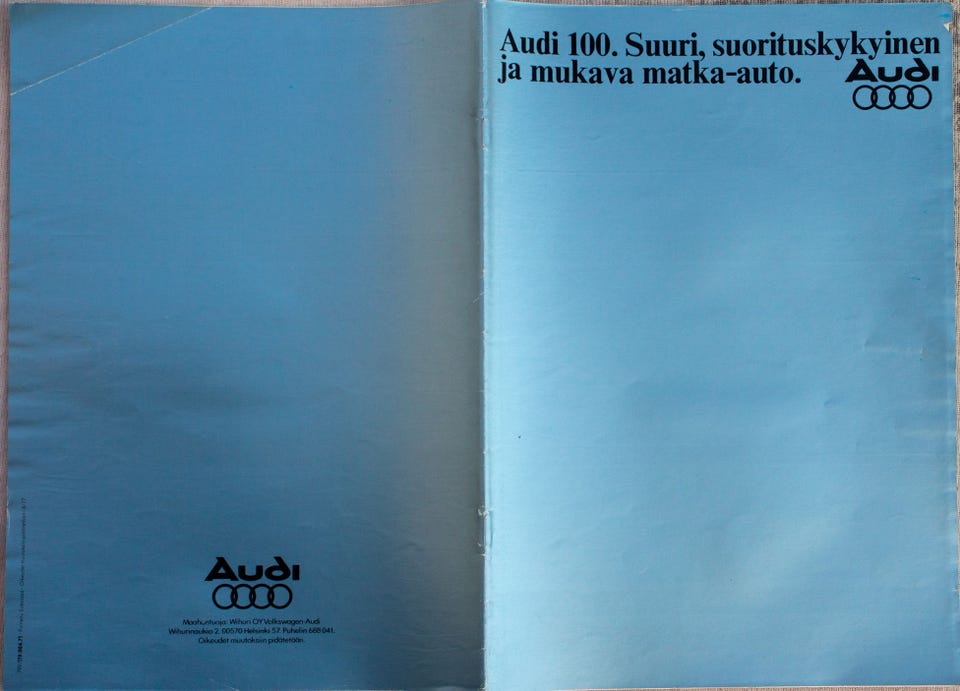 Audi 100. Suuri, suorituskykyinen
ja mukava matka-auto.
Audi
Audi
Maahantuoja: Wihuri OY Volkswagen-Audi
Wihurinaukio 2, 00570 Helsinki 57. Puhelin 688 041.
Oikeudet muutoksiin pidätetään.